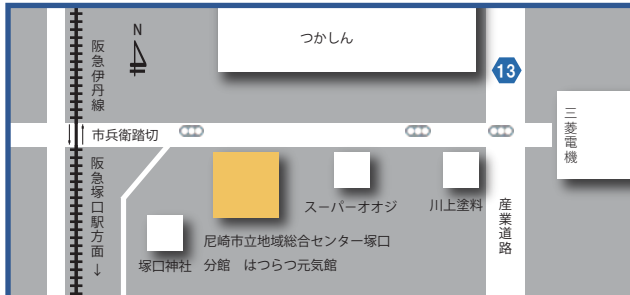 つかしん
N
阪急伊丹線
13
三菱電機
市兵衛踏切
阪急塚口駅方面→
スーパーオオジ
川上塗料
産業道路
尼崎市立地域総合センター塚口
分館 はつらつ元気館
塚口神社